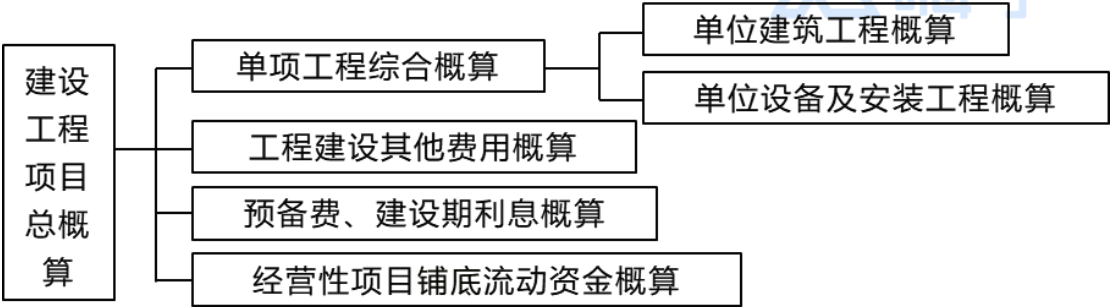 建设
工程
项目
总概
算
单项工程综合概算
单位建筑工程概算
单位设备及安装工程概算
工程建设其他费用概算
预备费、建设期利息概算
经营性项目铺底流动资金概算